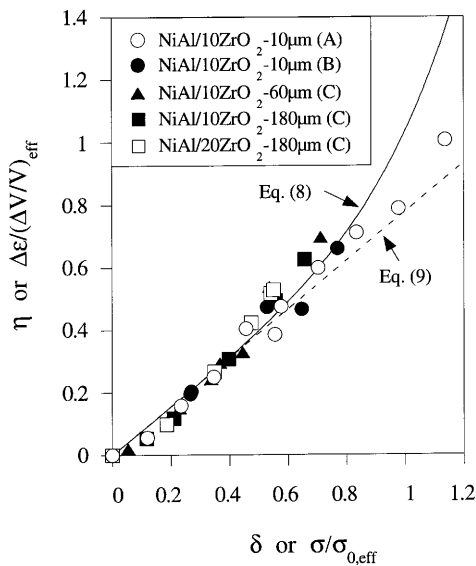 1.4
1.2
1
0.8
0.6
0.4
0.2
0
η or Δε/(ΔV/V)eff
NiAl/10ZrO2-10μm (A)
NiAl/10ZrO2-10μm (B)
NiAl/10ZrO2-60μm (C)
NiAl/10ZrO2-180μm (C)
NiAl/20ZrO2-180μm (C)
Eq. (8)
Eq. (9)
0 0.2 0.4 0.6 0.8 1 1.2
δ or σ/σ0,eff